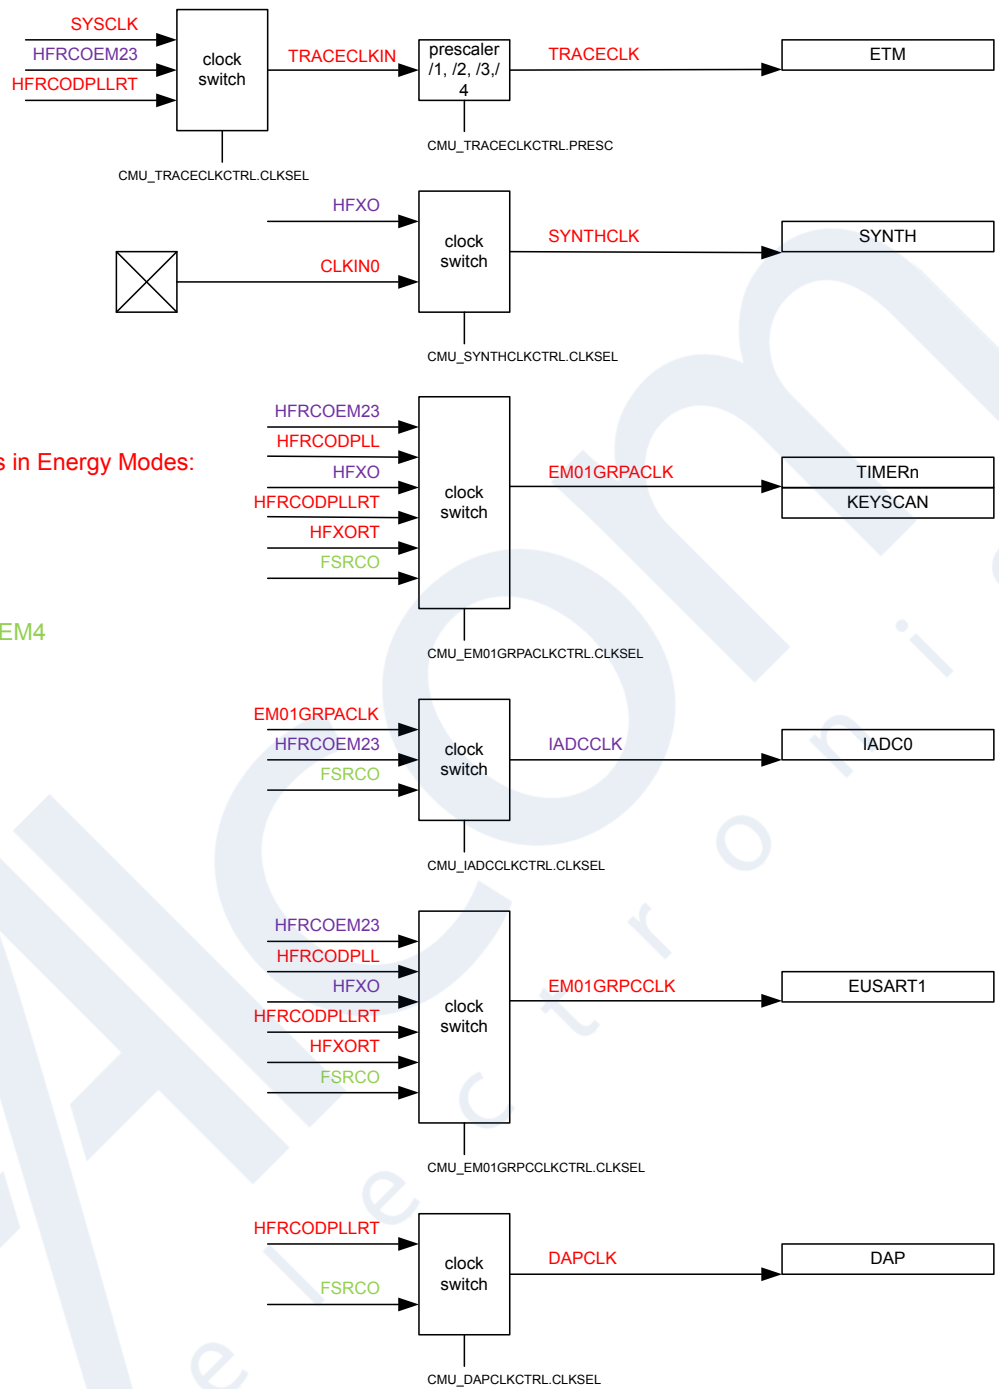 SYSCLK
HFRCOEM23
HFRCODPLLRT
clock
switch
TRACECLKIN
prescaler
/1, /2, /3,/
4
TRACECLK
ETM
CMU_TRACECLKCTRL.PRESC
CMU_TRACECLKCTRL.CLKSEL
HFXO
CLKIN0
clock
switch
SYNTHCLK
SYNTH
CMU_SYNTHCLKCTRL.CLKSEL
s in Energy Modes:
EM4
HFRCOEM23
HFRCODPLL
HFXO
HFRCODPLLRT
HFXORT
FSRCO
clock
switch
EM01GRPACLK
TIMERn
KEYSCAN
CMU_EM01GRPACLKCTRL.CLKSEL
EM01GRPACLK
HFRCOEM23
FSRCO
clock
switch
IADCCLK
IADC0
CMU_IADCCLKCTRL.CLKSEL
HFRCOEM23
HFRCODPLL
HFXO
HFRCODPLLRT
HFXORT
FSRCO
clock
switch
EM01GRPCCLK
EUSART1
CMU_EM01GRPCCLKCTRL.CLKSEL
HFRCODPLLRT
FSRCO
clock
switch
DAPCLK
DAP
CMU_DAPCLKCTRL.CLKSEL
Alcom
electroni